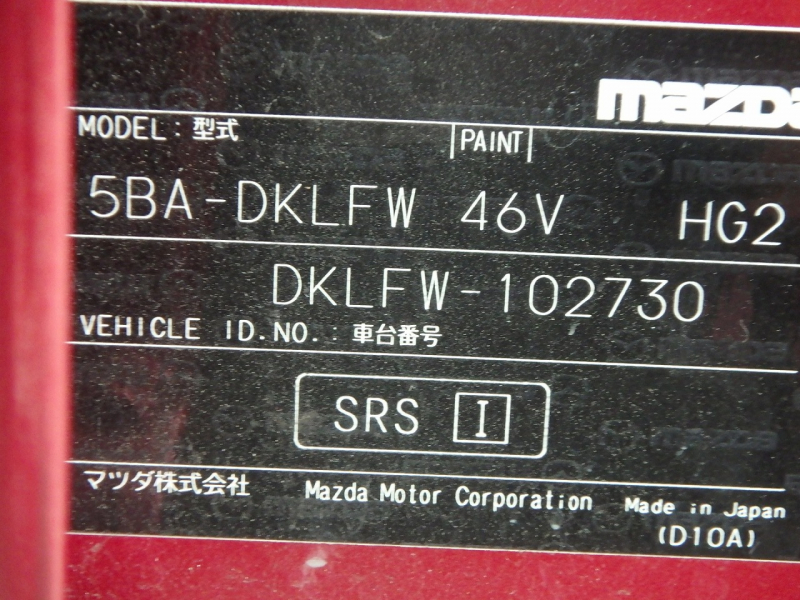 mazda
MODEL : 型式
PAINT
5BA-DKLFW 46V HG2
DKLFW-102730
VEHICLE ID.NO. : 車台番号
SRS I
マツダ株式会社 Mazda Motor Corporation Made in Japan
(D10A)